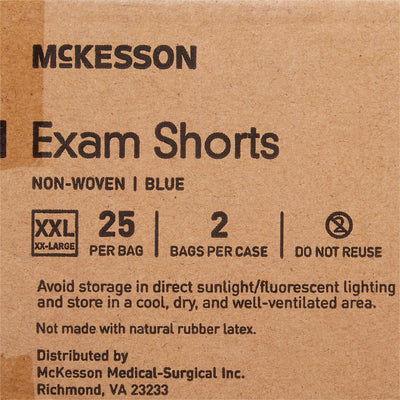 McKESSON
Exam Shorts
NON-WOVEN | BLUE
XXL
XX-LARGE
25
PER BAG
2
BAGS PER CASE
2
DO NOT REUSE
Avoid storage in direct sunlight/fluorescent lighting
and store in a cool, dry, and well-ventilated area.
Not made with natural rubber latex.
Distributed by
McKesson Medical-Surgical Inc.
Richmond, VA 23233